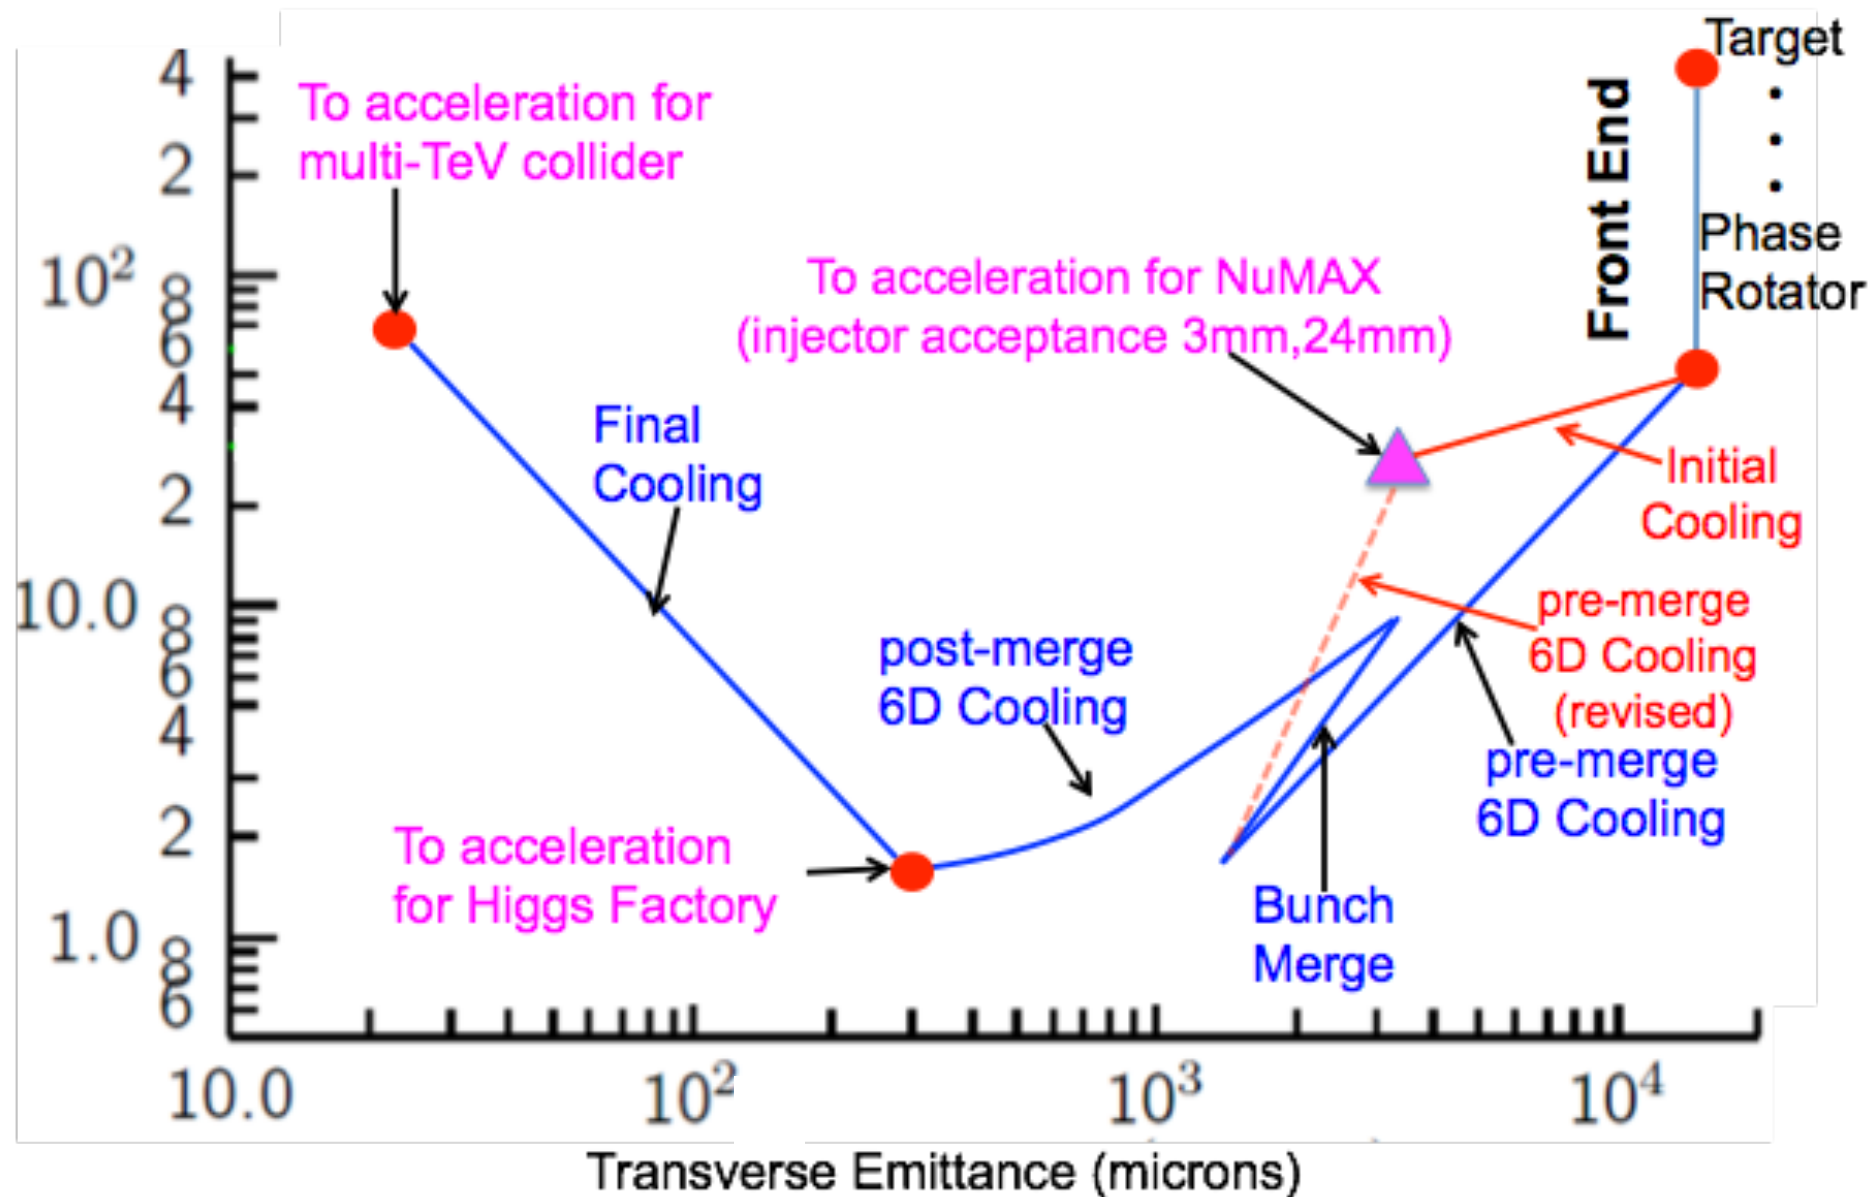 Target
Front End
Phase
Rotator
To acceleration for
multi-TeV collider
To acceleration for NuMAX
(injector acceptance 3mm,24mm)
Final
Cooling
Initial
Cooling
pre-merge
6D Cooling
(revised)
post-merge
6D Cooling
pre-merge
6D Cooling
To acceleration
for Higgs Factory
Bunch
Merge
4
2
10²
8
6
4
2
10.0
8
6
4
2
1.0
8
6
10.0 10² 10³ 10⁴
Transverse Emittance (microns)